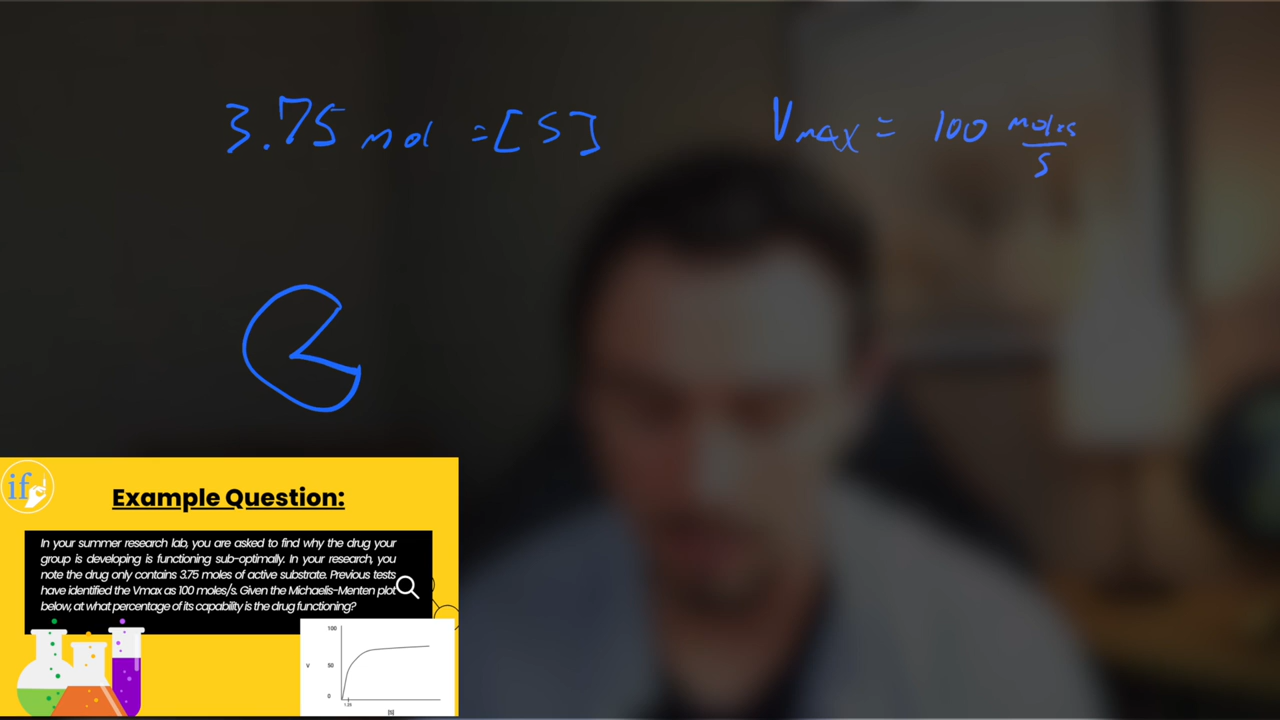 3.75 mol = [S]
Vmax = 100 moles/s
if
Example Question:
In your summer research lab, you are asked to find why the drug your
group is developing is functioning sub-optimally. In your research, you
note the drug only contains 3.75 moles of active substrate. Previous tests
have identified the Vmax as 100 moles/s. Given the Michaelis-Menten plot
below, at what percentage of its capability is the drug functioning?
100
V
50
0
1.25
[S]